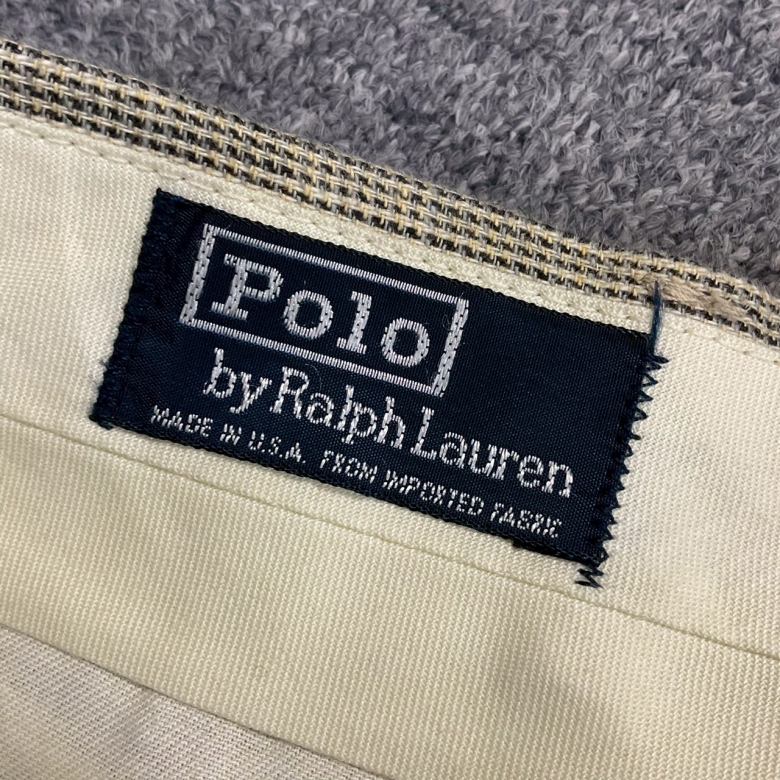 Polo
by Ralph Lauren
MADE IN U.S.A. FROM IMPORTED FABRIC